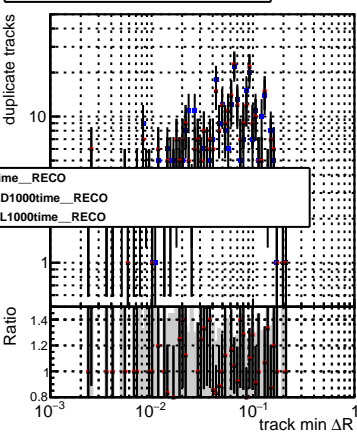 duplicate tracks
10
ime__RECO
D1000time__RECO
L1000time__RECO
1
Ratio
1.4
1.2
1
0.8
10−3
10−2
10−1
1
track min ΔR